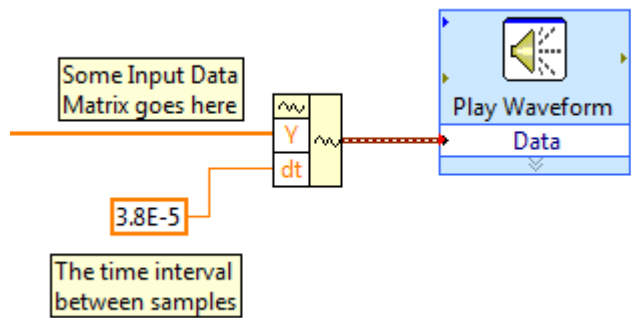 Some Input Data
Matrix goes here
Y
dt
3.8E-5
The time interval
between samples
Play Waveform
Data